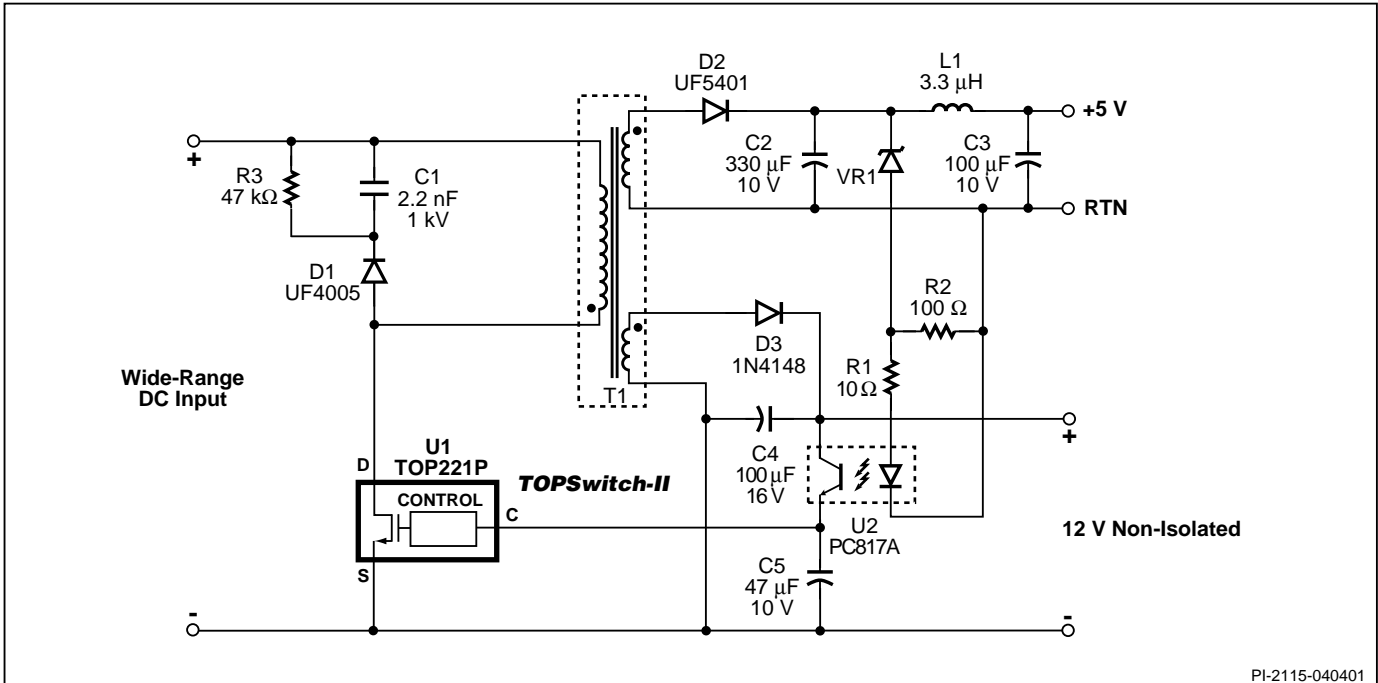 D2
UF5401
L1
3.3 µH
+5 V
+
R3
47 kΩ
C1
2.2 nF
1 kV
C2
330 µF
10 V
VR1
C3
100 µF
10 V
RTN
D1
UF4005
R2
100 Ω
D3
1N4148
R1
10 Ω
Wide-Range
DC Input
T1
+
U1
TOP221P
D
TOPSwitch-II
CONTROL
C
S
C4
100 µF
16 V
U2
PC817A
12 V Non-Isolated
C5
47 µF
10 V
-
-
PI-2115-040401